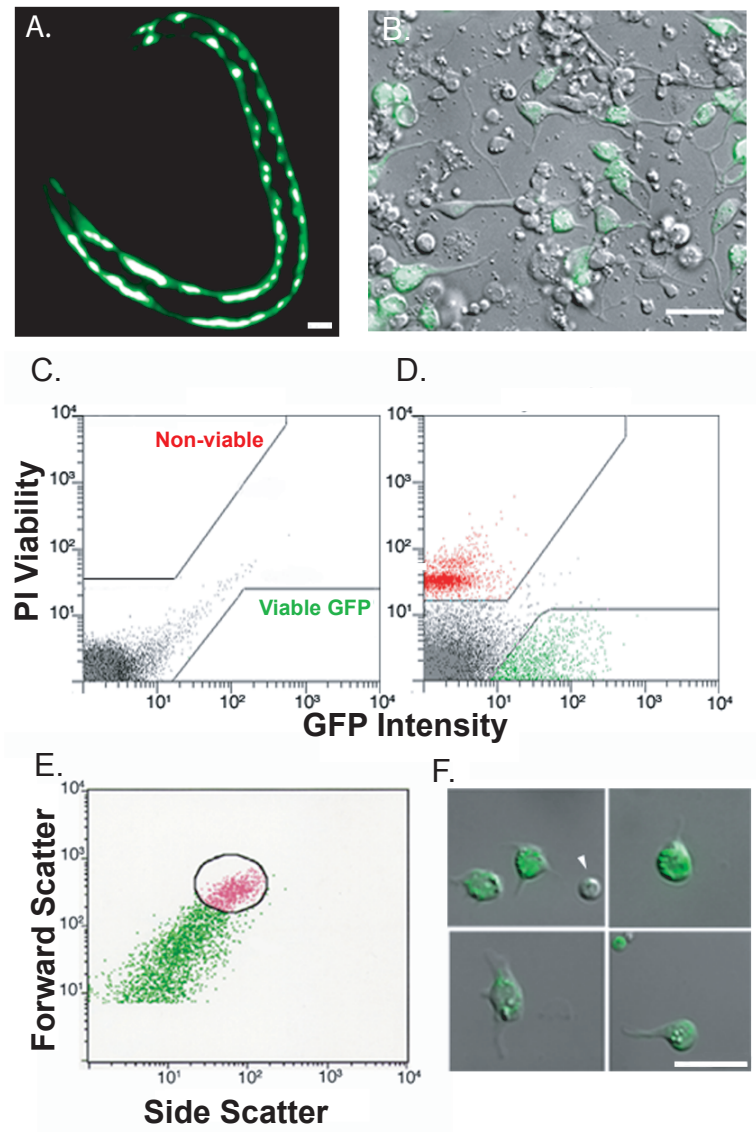 A.
B.
C.
D.
10⁴
10³
10²
10¹
Non-viable
Viable GFP
10¹
10²
10³
10⁴
10⁴
10³
10²
10¹
10¹
10²
10³
10⁴
PI Viability
GFP Intensity
E.
F.
10⁴
10³
10²
10¹
10¹
10²
10³
10⁴
Forward Scatter
Side Scatter